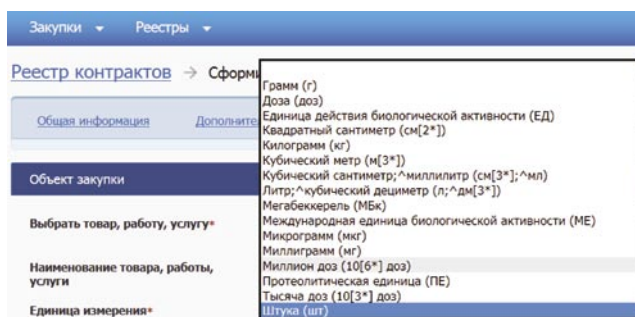 Закупки Реестры
Реестр контрактов → Сформи
Общая информация Дополните
Объект закупки
Выбрать товар, работу, услугу*
Наименование товара, работы,
услуги
Единица измерения*
Грамм (г)
Доза (доз)
Единица действия биологической активности (ЕД)
Квадратный сантиметр (см[2*])
Килограмм (кг)
Кубический метр (м[3*])
Кубический сантиметр;^миллилитр (см[3*];^мл)
Литр;^кубический дециметр (л;^дм[3*])
Мегабеккерель (МБк)
Международная единица биологической активности (МЕ)
Микрограмм (мкг)
Миллиграмм (мг)
Миллион доз (10[6*] доз)
Протеолитическая единица (ПЕ)
Тысяча доз (10[3*] доз)
Штука (шт)